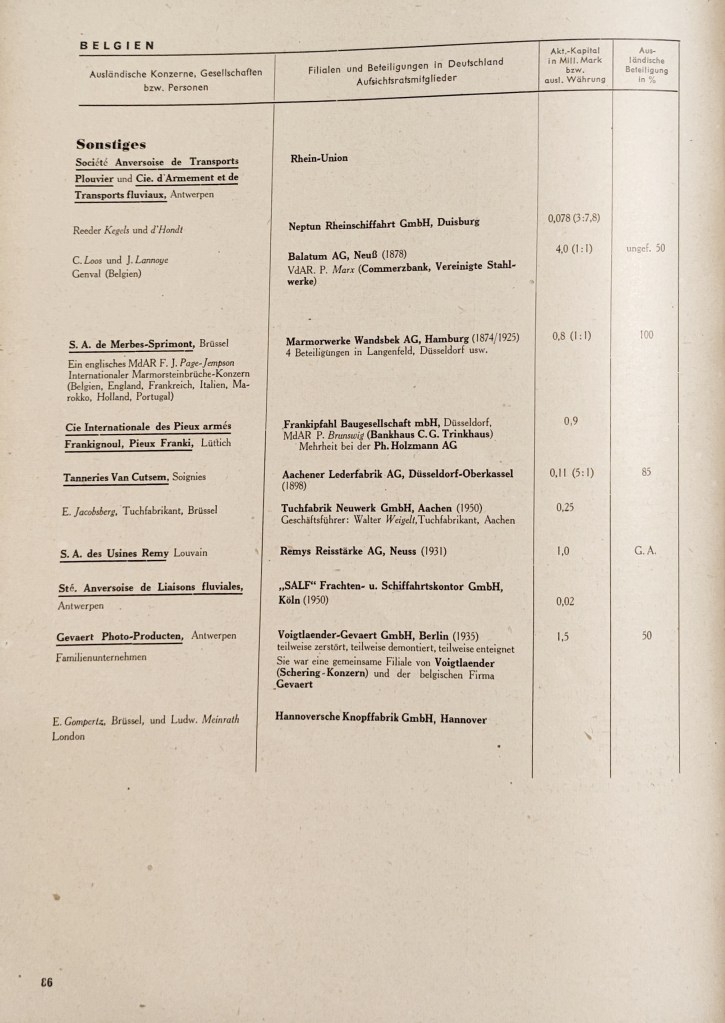 BELGIEN
Ausländische Konzerne, Gesellschaften
bzw. Personen
Filialen und Beteiligungen in Deutschland
Aufsichtsratsmitglieder
Akt.-Kapital
in Mill. Mark
bzw.
ausl. Währung
Aus-
ländische
Beteiligung
in %
Sonstiges
Société Anversoise de Transports
Plouvier und Cie. d'Armement et de
Transports fluviaux, Antwerpen
Rhein-Union
Reeder Kegels und d'Hondt
Neptun Rheinschiffahrt GmbH, Duisburg
0,078 (3:7,8)
C. Loos und J. Lannoye
Genval (Belgien)
Balatum AG, Neuß (1878)
VdAR. P. Marx (Commerzbank, Vereinigte Stahl-
werke)
4,0 (1:1)
ungef. 50
S. A. de Merbes-Sprimont, Brüssel
Ein englisches MdAR F. J. Page-Jempson
Internationaler Marmorsteinbrüche-Konzern
(Belgien, England, Frankreich, Italien, Ma-
rokko, Holland, Portugal)
Marmorwerke Wandsbek AG, Hamburg (1874/1925)
4 Beteiligungen in Langenfeld, Düsseldorf usw.
0,8 (1:1)
100
Cie Internationale des Pieux armés
Frankignoul, Pieux Franki, Lüttich
Frankipfahl Baugesellschaft mbH, Düsseldorf,
MdAR P. Brunswig (Bankhaus C. G. Trinkhaus)
Mehrheit bei der Ph. Holzmann AG
0,9
Tanneries Van Cutsem, Soignies
Aachener Lederfabrik AG, Düsseldorf-Oberkassel
(1898)
0,11 (5:1)
85
E. Jacobsberg, Tuchfabrikant, Brüssel
Tuchfabrik Neuwerk GmbH, Aachen (1950)
Geschäftsführer: Walter Weigelt, Tuchfabrikant, Aachen
0,25
S. A. des Usines Remy Louvain
Remys Reisstärke AG, Neuss (1931)
1,0
G. A.
Sté. Anversoise de Liaisons fluviales,
Antwerpen
„SALF" Frachten- u. Schiffahrtskontor GmbH,
Köln (1950)
0,02
Gevaert Photo-Producten, Antwerpen
Familienunternehmen
Voigtlaender-Gevaert GmbH, Berlin (1935)
teilweise zerstört, teilweise demontiert, teilweise enteignet
Sie war eine gemeinsame Filiale von Voigtlaender
(Schering-Konzern) und der belgischen Firma
Gevaert
1,5
50
E. Gompertz, Brüssel, und Ludw. Meinrath
London
Hannoversche Knopffabrik GmbH, Hannover
86